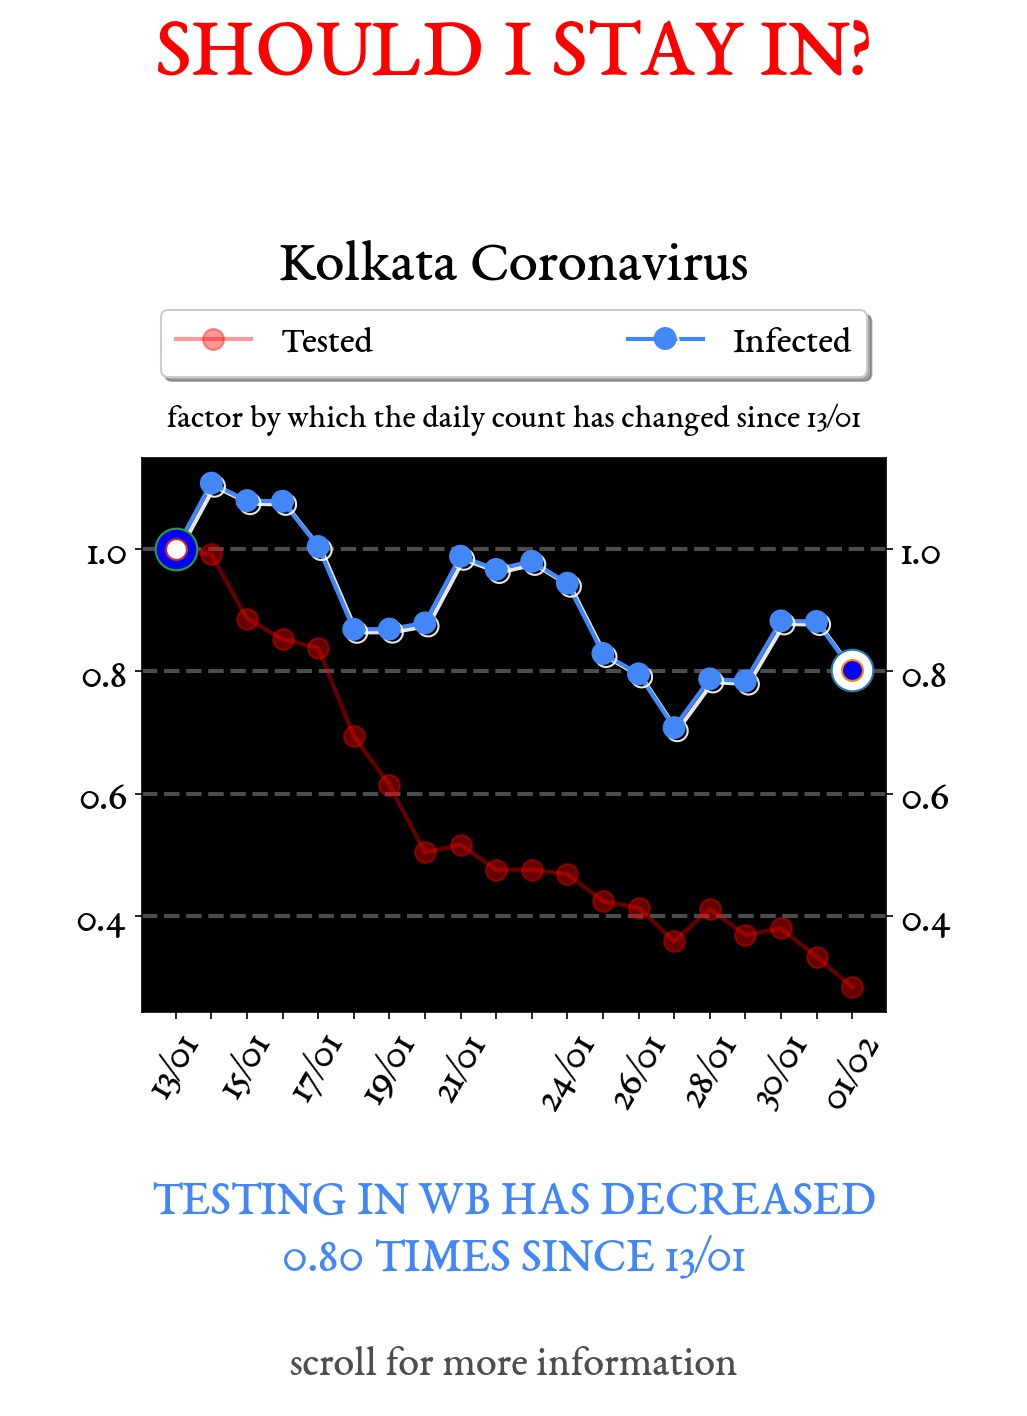 SHOULD I STAY IN?
Kolkata Coronavirus
Tested Infected
factor by which the daily count has changed since 13/01
1.0 1.0
0.8 0.8
0.6 0.6
0.4 0.4
13/01 15/01 17/01 19/01 21/01 24/01 26/01 28/01 30/01 01/02
TESTING IN WB HAS DECREASED
0.80 TIMES SINCE 13/01
scroll for more information